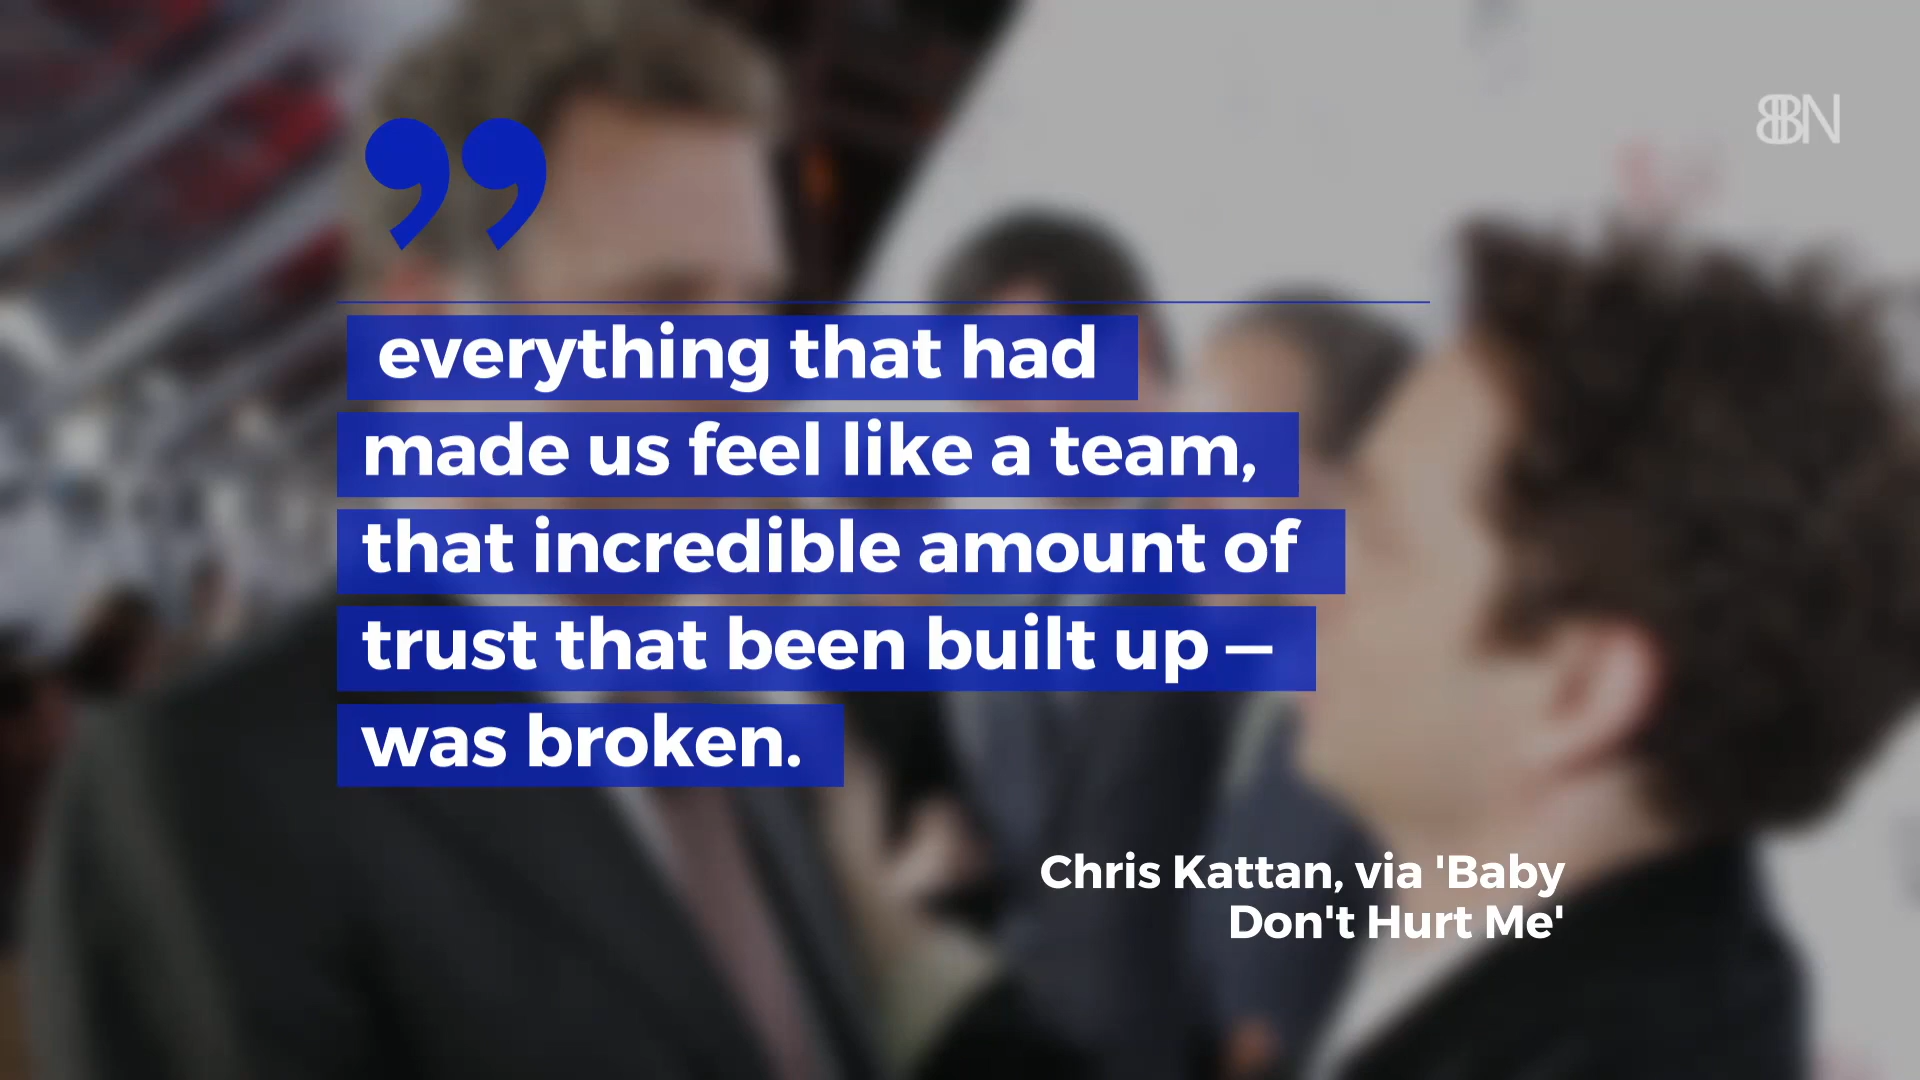 BBN
”
everything that had
made us feel like a team,
that incredible amount of
trust that been built up —
was broken.
Chris Kattan, via 'Baby
Don't Hurt Me'